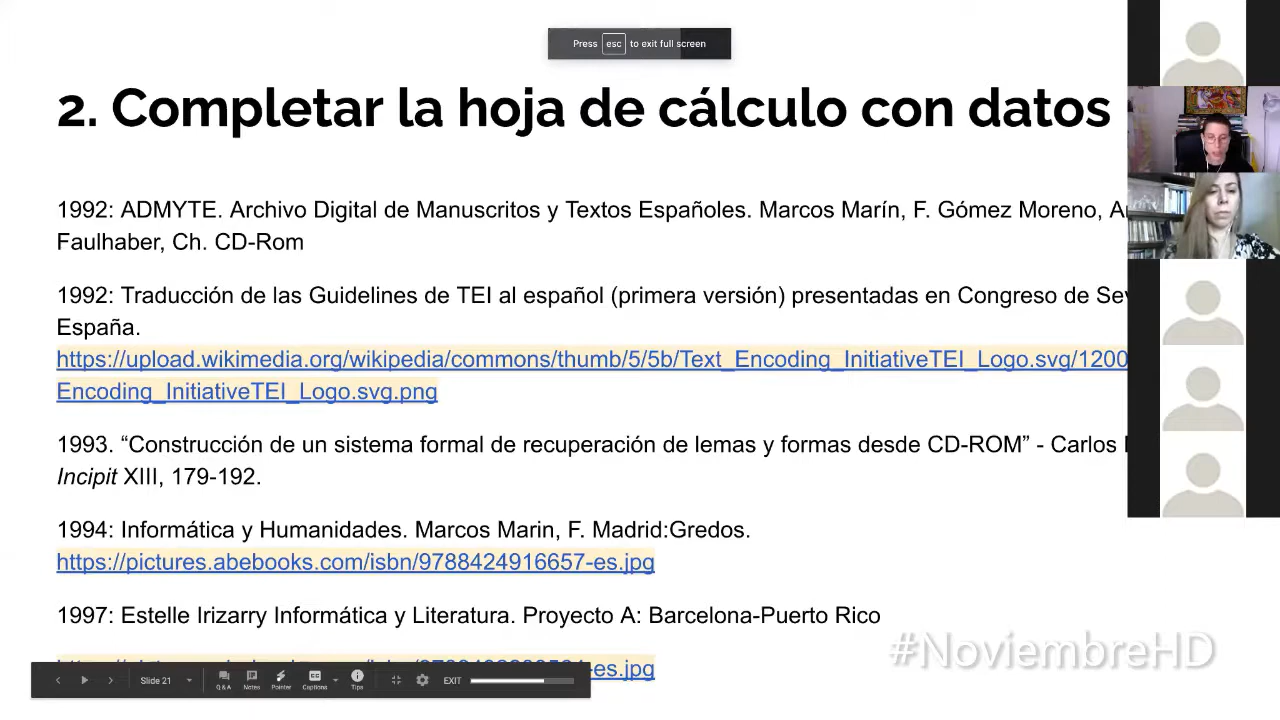 Press esc to exit full screen
2. Completar la hoja de cálculo con datos
1992: ADMYTE. Archivo Digital de Manuscritos y Textos Españoles. Marcos Marín, F. Gómez Moreno,
Faulhaber, Ch. CD-Rom
1992: Traducción de las Guidelines de TEI al español (primera versión) presentadas en Congreso de
España.
https://upload.wikimedia.org/wikipedia/commons/thumb/5/5b/Text_Encoding_InitiativeTEI_Logo.svg/1200
Encoding_InitiativeTEI_Logo.svg.png
1993. “Construcción de un sistema formal de recuperación de lemas y formas desde CD-ROM” - Carlos
Incipit XIII, 179-192.
1994: Informática y Humanidades. Marcos Marin, F. Madrid:Gredos.
https://pictures.abebooks.com/isbn/9788424916657-es.jpg
1997: Estelle Irizarry Informática y Literatura. Proyecto A: Barcelona-Puerto Rico
-es.jpg
#NoviembreHD
Slide 21 Q & A Notes Pointer Captions Tips EXIT